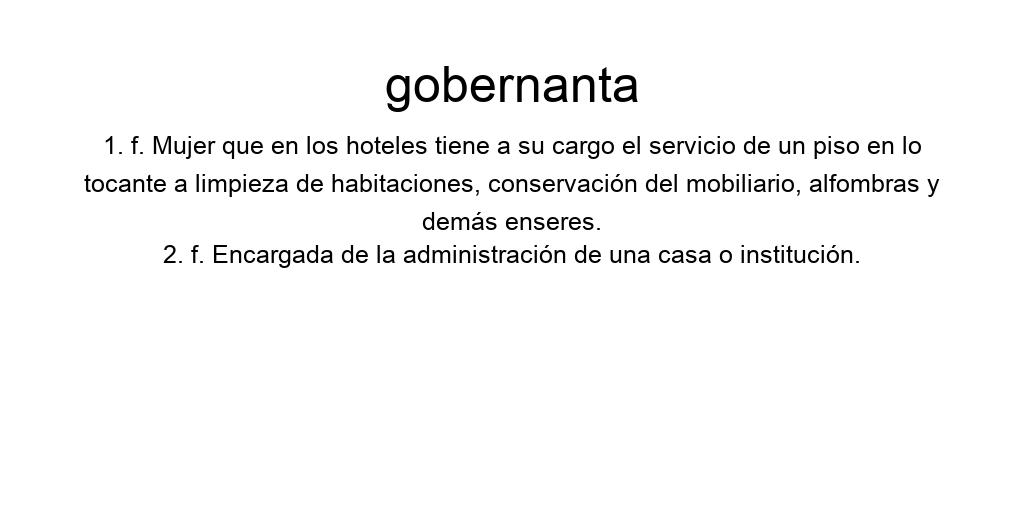 gobernanta
1. f. Mujer que en los hoteles tiene a su cargo el servicio de un piso en lo
tocante a limpieza de habitaciones, conservación del mobiliario, alfombras y
demás enseres.
2. f. Encargada de la administración de una casa o institución.